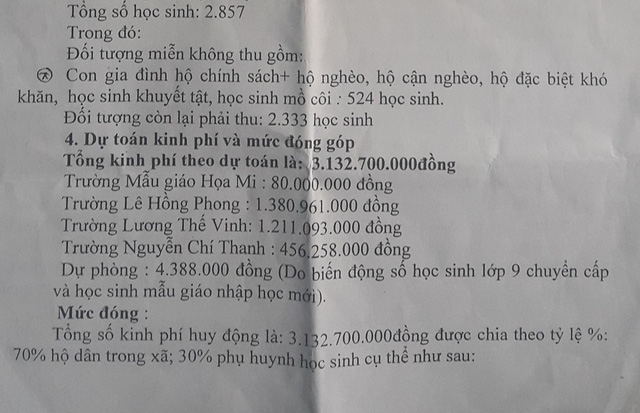 Tổng số học sinh: 2.857
Trong đó:
Đối tượng miễn không thu gồm:
Con gia đình hộ chính sách+ hộ nghèo, hộ cận nghèo, hộ đặc biệt khó
khăn, học sinh khuyết tật, học sinh mồ côi : 524 học sinh.
Đối tượng còn lại phải thu: 2.333 học sinh
4. Dự toán kinh phí và mức đóng góp
Tổng kinh phí theo dự toán là: 3.132.700.000đồng
Trường Mẫu giáo Họa Mi : 80.000.000 đồng
Trường Lê Hồng Phong : 1.380.961.000 đồng
Trường Lương Thế Vinh: 1.211.093.000 đồng
Trường Nguyễn Chí Thanh : 456.258.000 đồng
Dự phòng : 4.388.000 đồng (Do biến động số học sinh lớp 9 chuyển cấp
và học sinh mẫu giáo nhập học mới).
Mức đóng :
Tổng số kinh phí huy động là: 3.132.700.000đồng được chia theo tỷ lệ %:
70% hộ dân trong xã; 30% phụ huynh học sinh cụ thể như sau: